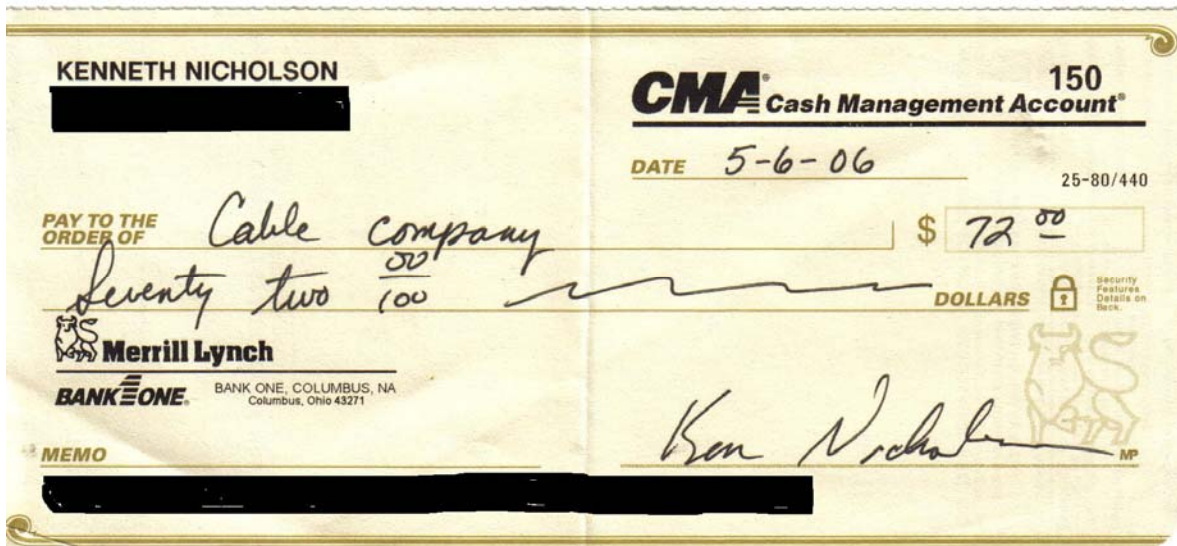 KENNETH NICHOLSON
CMA® Cash Management Account®
150
DATE 5-6-06
25-80/440
PAY TO THE ORDER OF Cable Company
$ 72 00
Seventy two 00/100 DOLLARS
Security Features Details on Back.
Merrill Lynch
BANK ONE® BANK ONE, COLUMBUS, NA
Columbus, Ohio 43271
MEMO
Ken Nicholson
MP